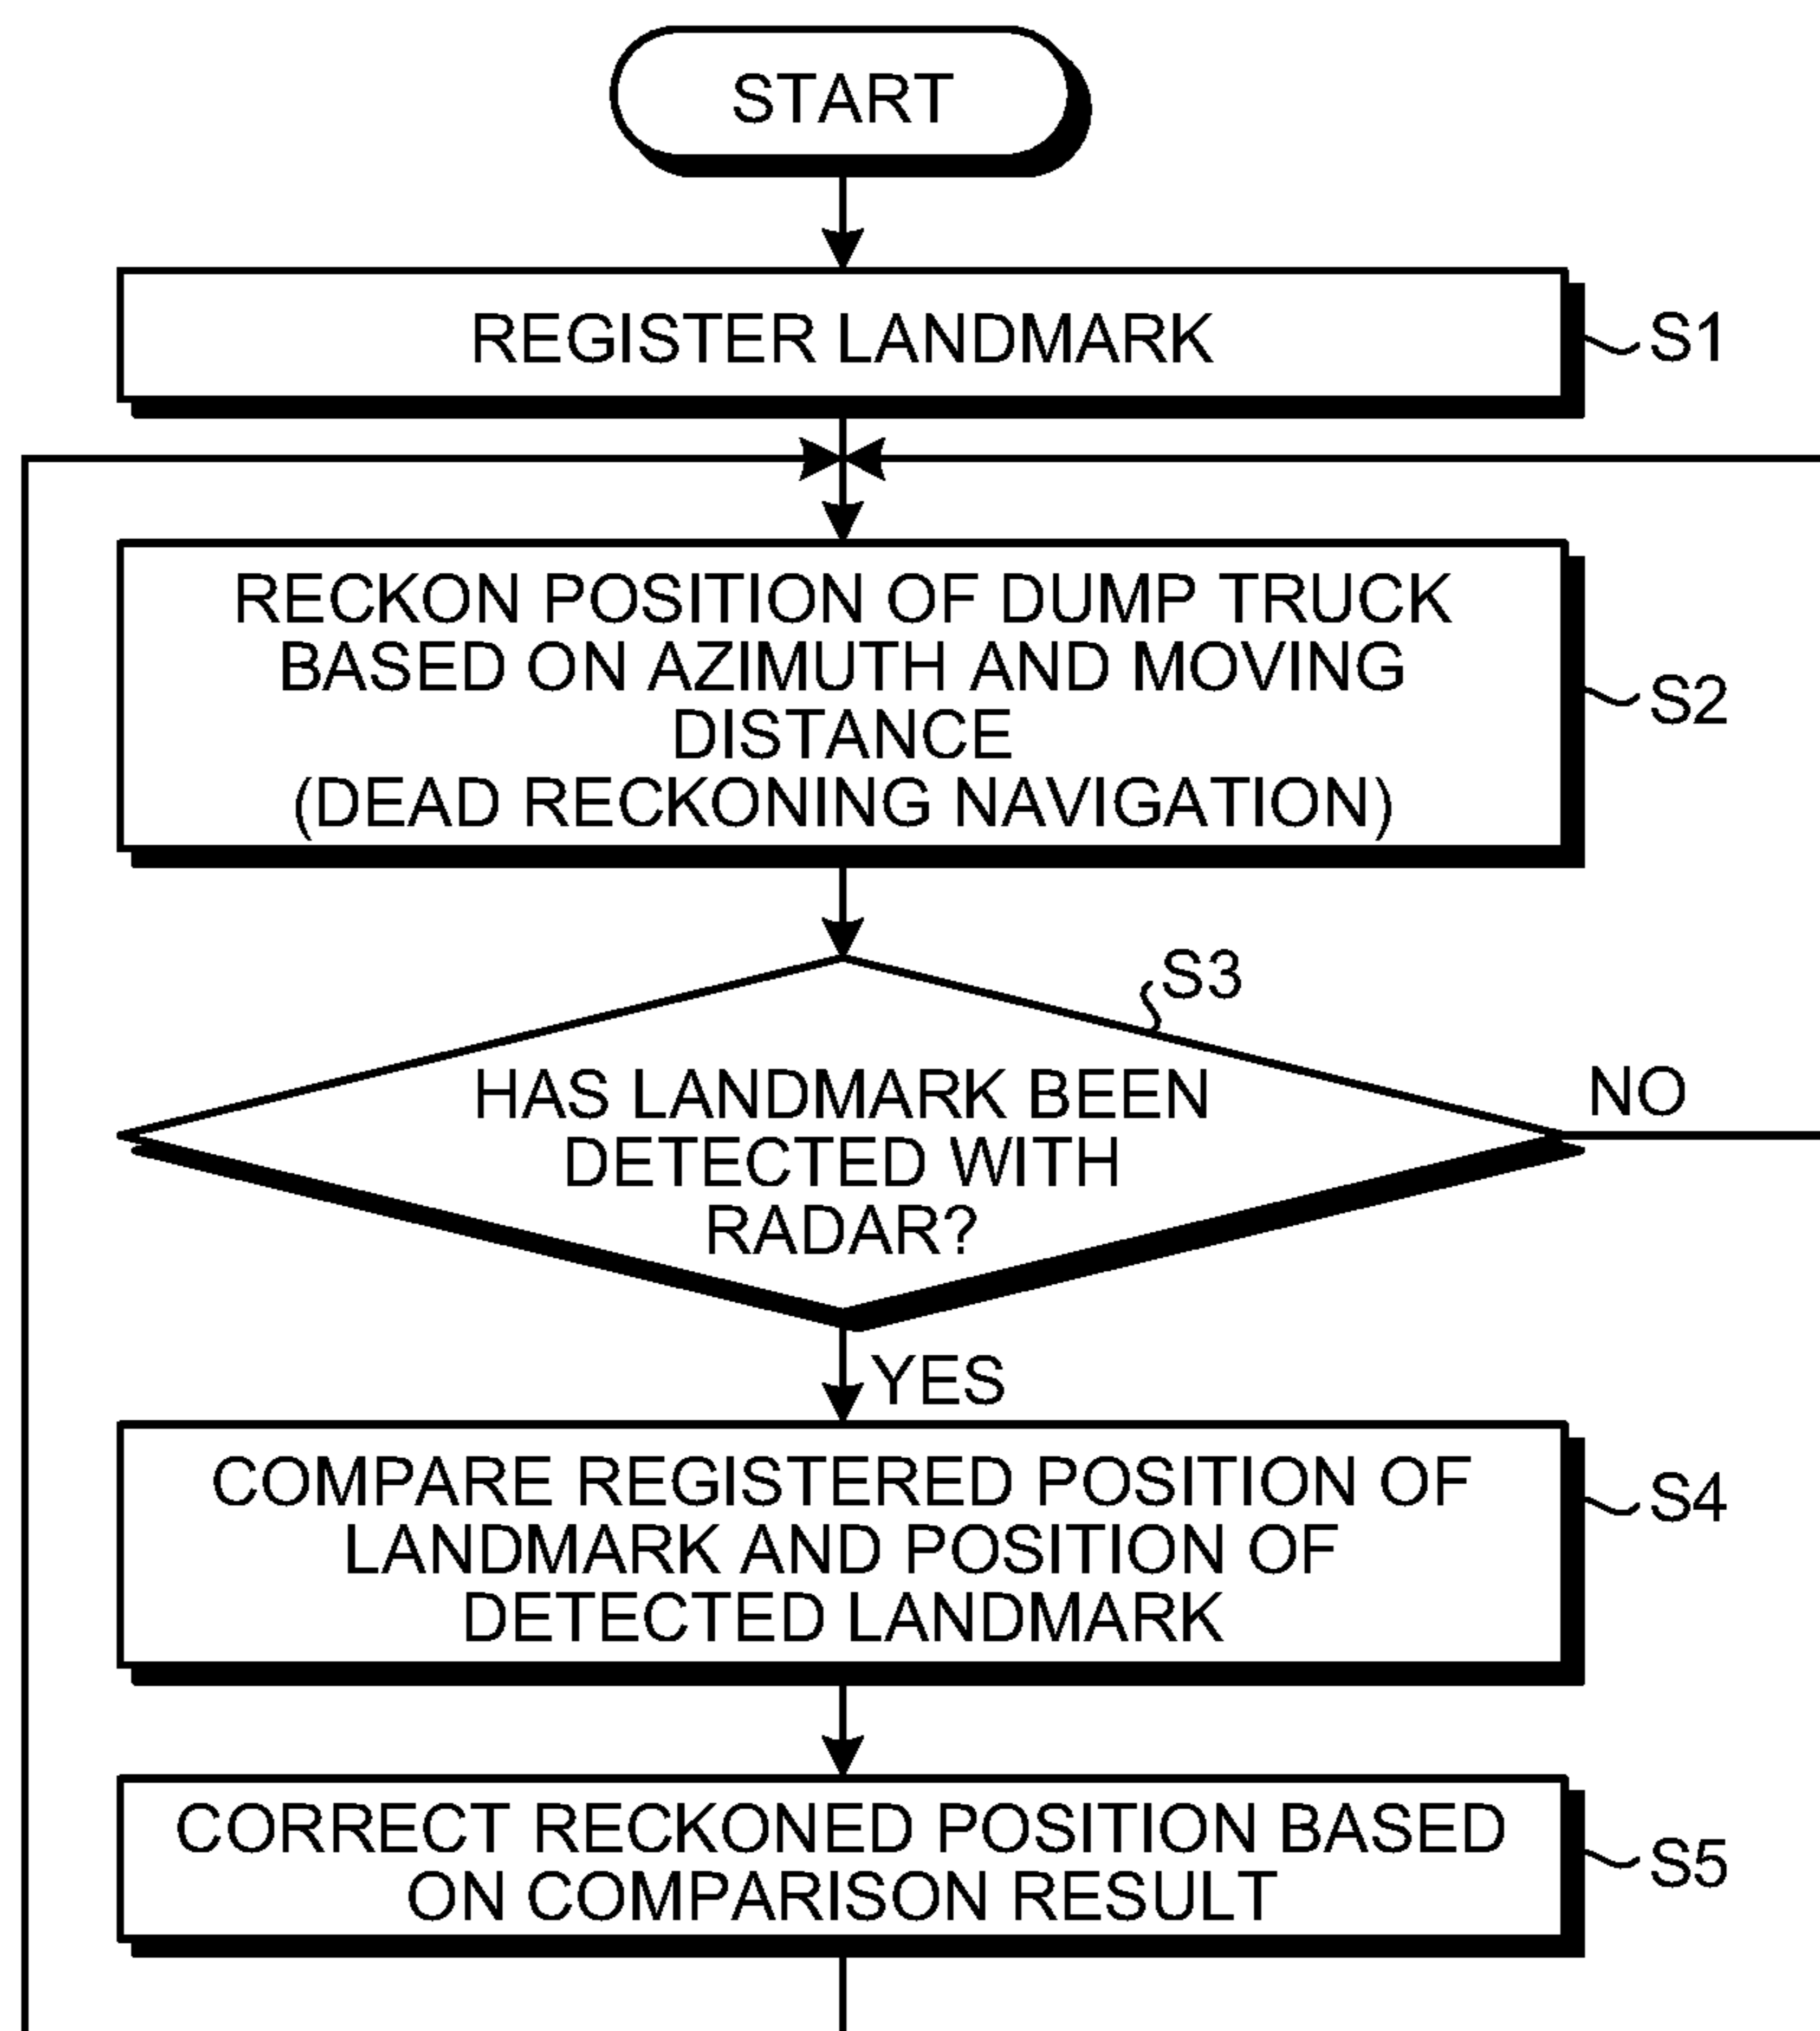 START
REGISTER LANDMARK
S1
RECKON POSITION OF DUMP TRUCK
BASED ON AZIMUTH AND MOVING
DISTANCE
(DEAD RECKONING NAVIGATION)
S2
S3
HAS LANDMARK BEEN
DETECTED WITH
RADAR?
NO
YES
COMPARE REGISTERED POSITION OF
LANDMARK AND POSITION OF
DETECTED LANDMARK
S4
CORRECT RECKONED POSITION BASED
ON COMPARISON RESULT
S5